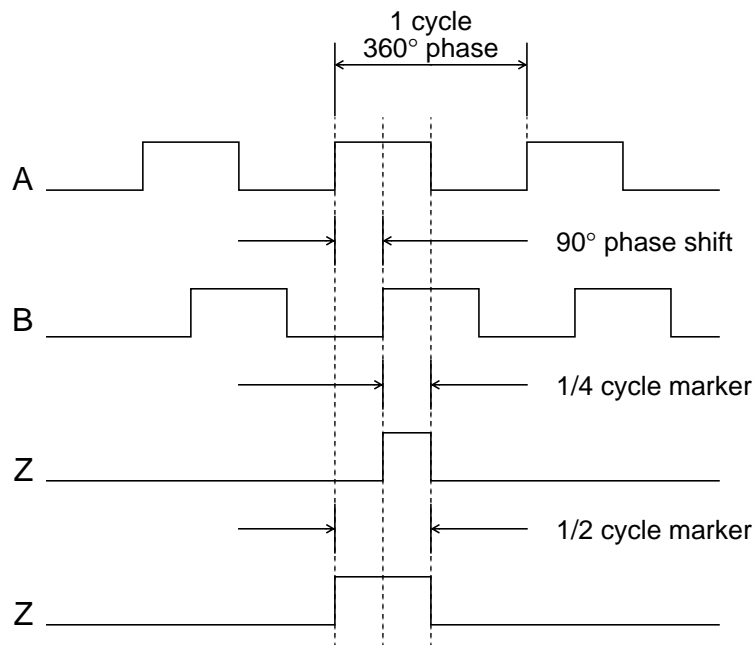 1 cycle
360° phase
A
90° phase shift
B
1/4 cycle marker
Z
1/2 cycle marker
Z